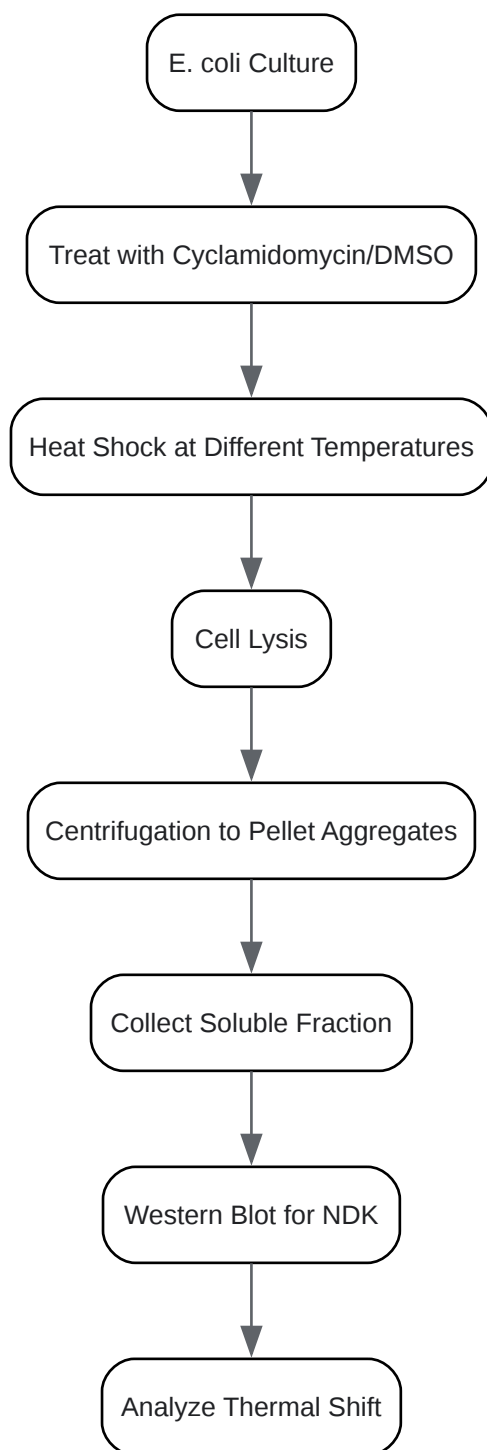 E. coli Culture
Treat with Cyclamidomycin/DMSO
Heat Shock at Different Temperatures
Cell Lysis
Centrifugation to Pellet Aggregates
Collect Soluble Fraction
Western Blot for NDK
Analyze Thermal Shift